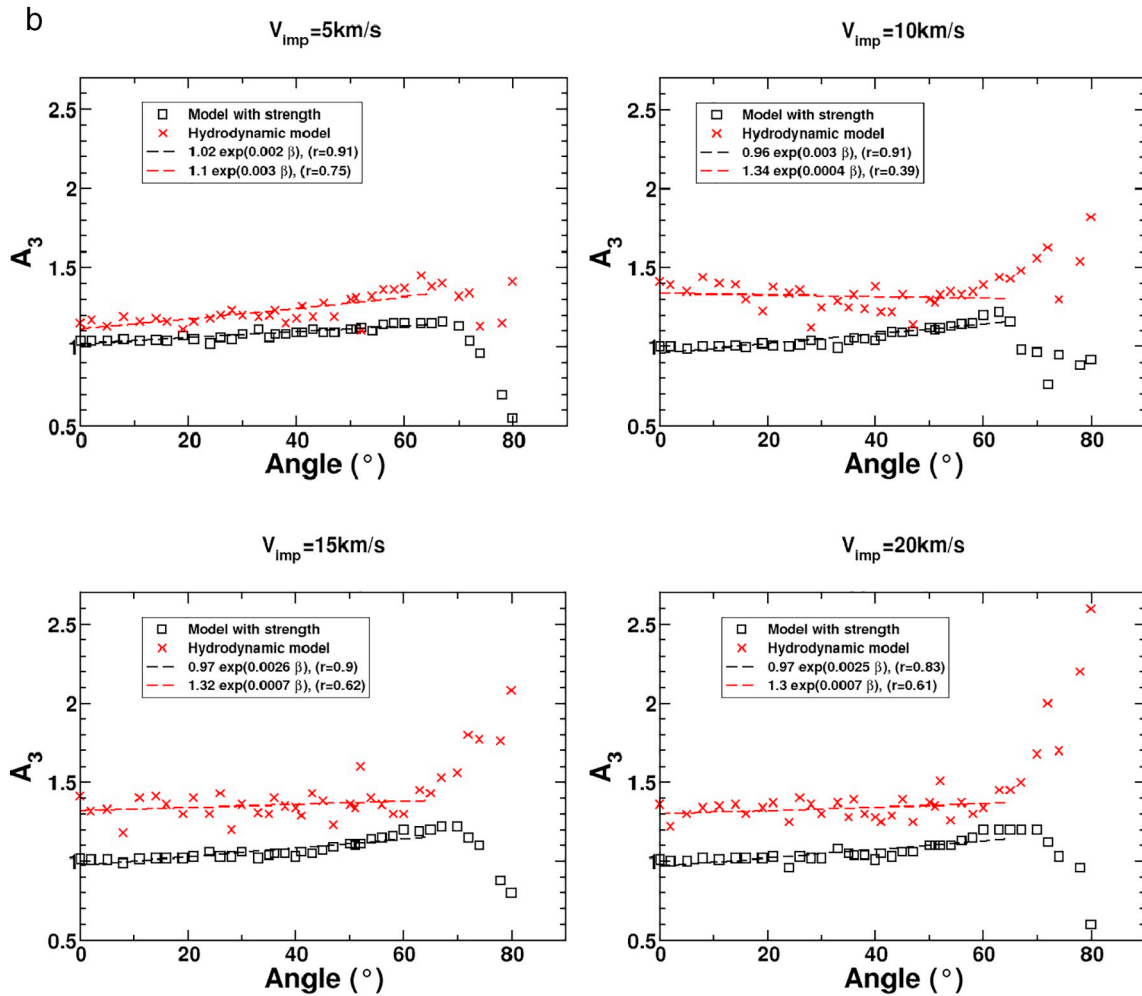 b
V_imp=5km/s
Model with strength
Hydrodynamic model
1.02 exp(0.002 β), (r=0.91)
1.1 exp(0.003 β), (r=0.75)
2.5
2
1.5
1
0.5
A_3
0 20 40 60 80
Angle (°)
V_imp=10km/s
Model with strength
Hydrodynamic model
0.96 exp(0.003 β), (r=0.91)
1.34 exp(0.0004 β), (r=0.39)
2.5
2
1.5
1
0.5
A_3
0 20 40 60 80
Angle (°)
V_imp=15km/s
Model with strength
Hydrodynamic model
0.97 exp(0.0026 β), (r=0.9)
1.32 exp(0.0007 β), (r=0.62)
2.5
2
1.5
1
0.5
A_3
0 20 40 60 80
Angle (°)
V_imp=20km/s
Model with strength
Hydrodynamic model
0.97 exp(0.0025 β), (r=0.83)
1.3 exp(0.0007 β), (r=0.61)
2.5
2
1.5
1
0.5
A_3
0 20 40 60 80
Angle (°)